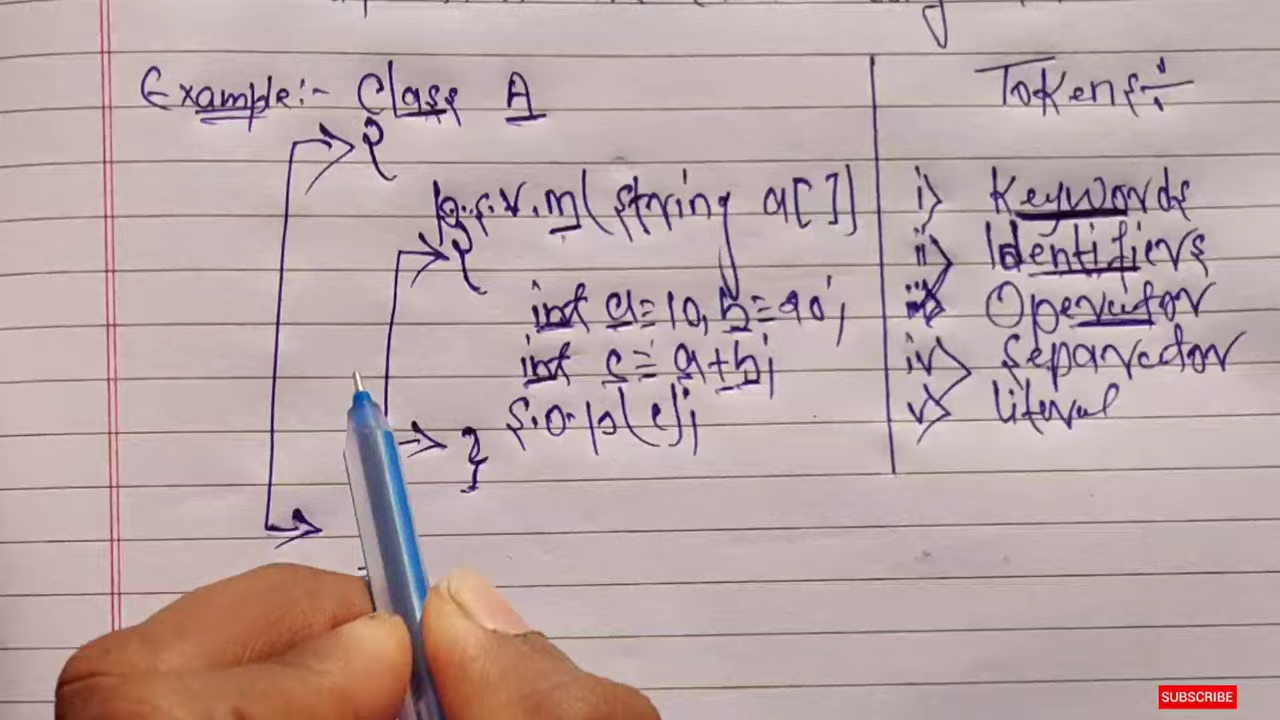 Example:- Class A
{
p.s.v.m(string a[])
{
int a=10, b=20;
int c=a+b;
s.o.p(c);
}
Tokens:-
i) Keywords
ii) Identifiers
iii) Operator
iv) Separator
v) literal
SUBSCRIBE